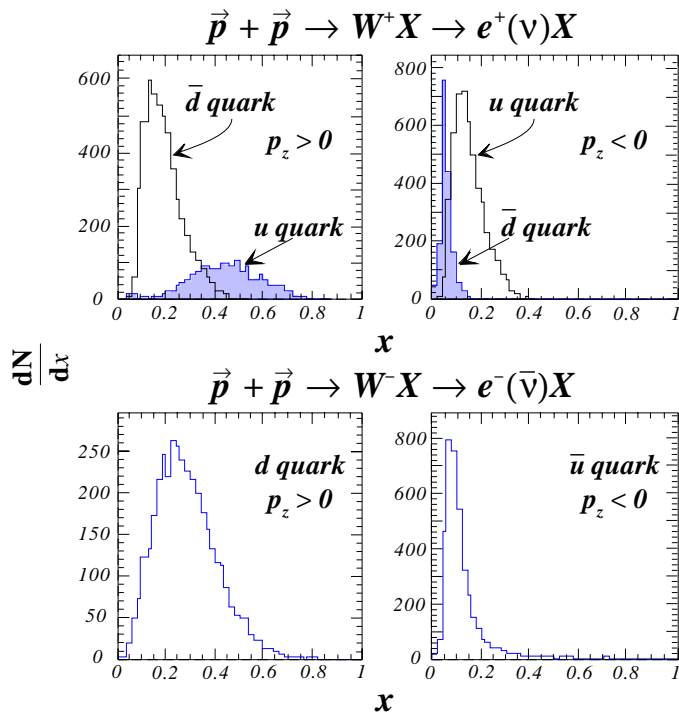 p⃗ + p⃗ → W⁺X → e⁺(ν)X
600
400
200
0
d̄ quark
p_z > 0
u quark
0 0.2 0.4 0.6 0.8 1
800
600
400
200
0
u quark
p_z < 0
d̄ quark
0 0.2 0.4 0.6 0.8 1
x
dN
dx
p⃗ + p⃗ → W⁻X → e⁻(ν̄)X
250
200
150
100
50
0
d quark
p_z > 0
0 0.2 0.4 0.6 0.8 1
800
600
400
200
0
ū quark
p_z < 0
0 0.2 0.4 0.6 0.8 1
x